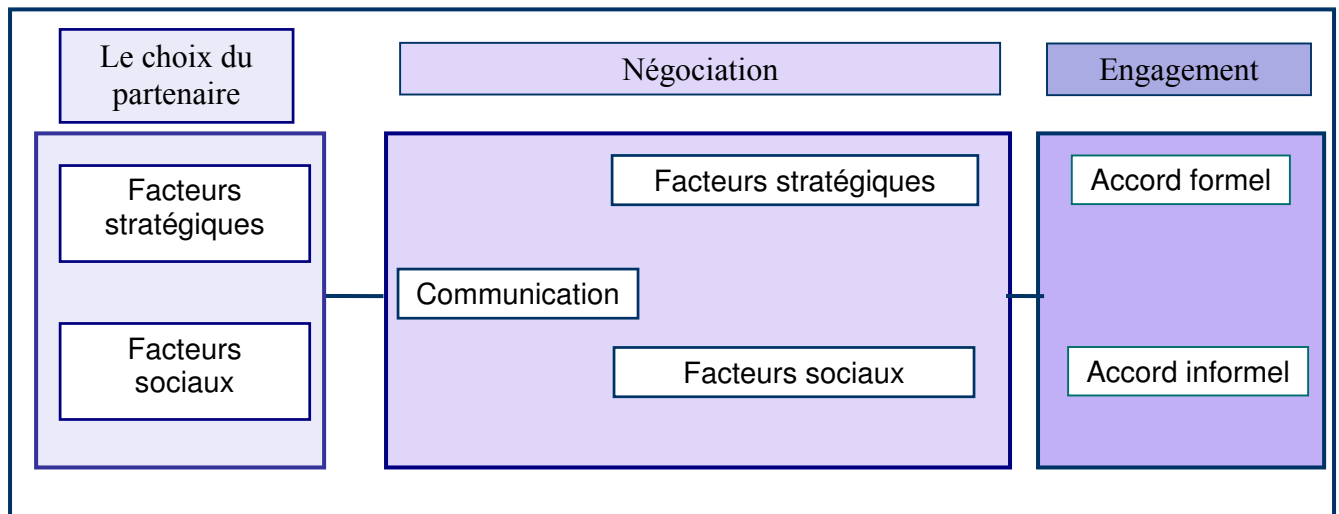 Le choix du
partenaire
Négociation
Engagement
Facteurs
stratégiques
Facteurs
sociaux
Communication
Facteurs stratégiques
Facteurs sociaux
Accord formel
Accord informel